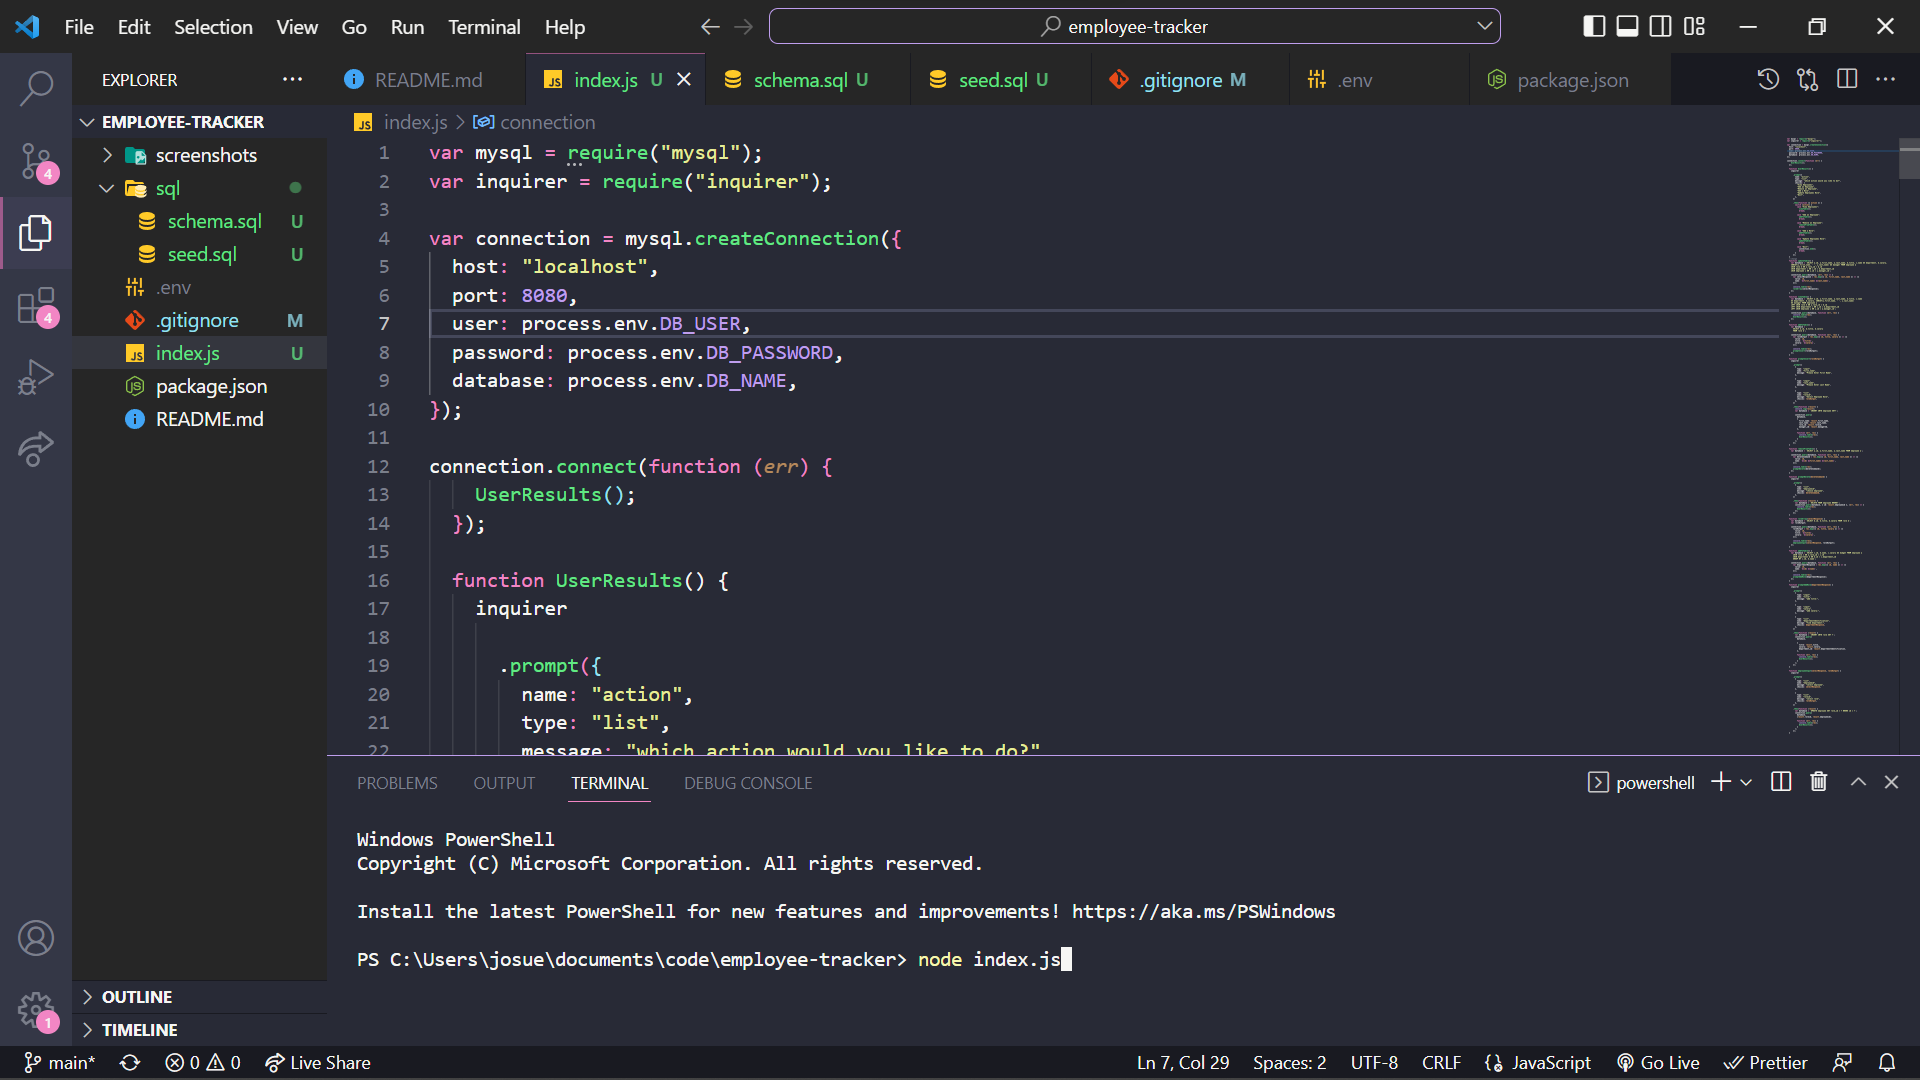 File Edit Selection View Go Run Terminal Help
employee-tracker
EXPLORER
README.md
index.js U
schema.sql U
seed.sql U
.gitignore M
.env
package.json
EMPLOYEE-TRACKER
screenshots
sql
schema.sql U
seed.sql U
.env
.gitignore M
index.js U
package.json
README.md
4
4
1
OUTLINE
TIMELINE
index.js > connection
1 var mysql = require("mysql");
2 var inquirer = require("inquirer");
3
4 var connection = mysql.createConnection({
5 host: "localhost",
6 port: 8080,
7 user: process.env.DB_USER,
8 password: process.env.DB_PASSWORD,
9 database: process.env.DB_NAME,
10 });
11
12 connection.connect(function (err) {
13 UserResults();
14 });
15
16 function UserResults() {
17 inquirer
18
19 .prompt({
20 name: "action",
21 type: "list",
22 message: "which action would you like to do?"
PROBLEMS OUTPUT TERMINAL DEBUG CONSOLE
powershell
Windows PowerShell
Copyright (C) Microsoft Corporation. All rights reserved.
Install the latest PowerShell for new features and improvements! https://aka.ms/PSWindows
PS C:\Users\josue\documents\code\employee-tracker> node index.js
main* 0 0 Live Share
Ln 7, Col 29 Spaces: 2 UTF-8 CRLF {} JavaScript Go Live Prettier